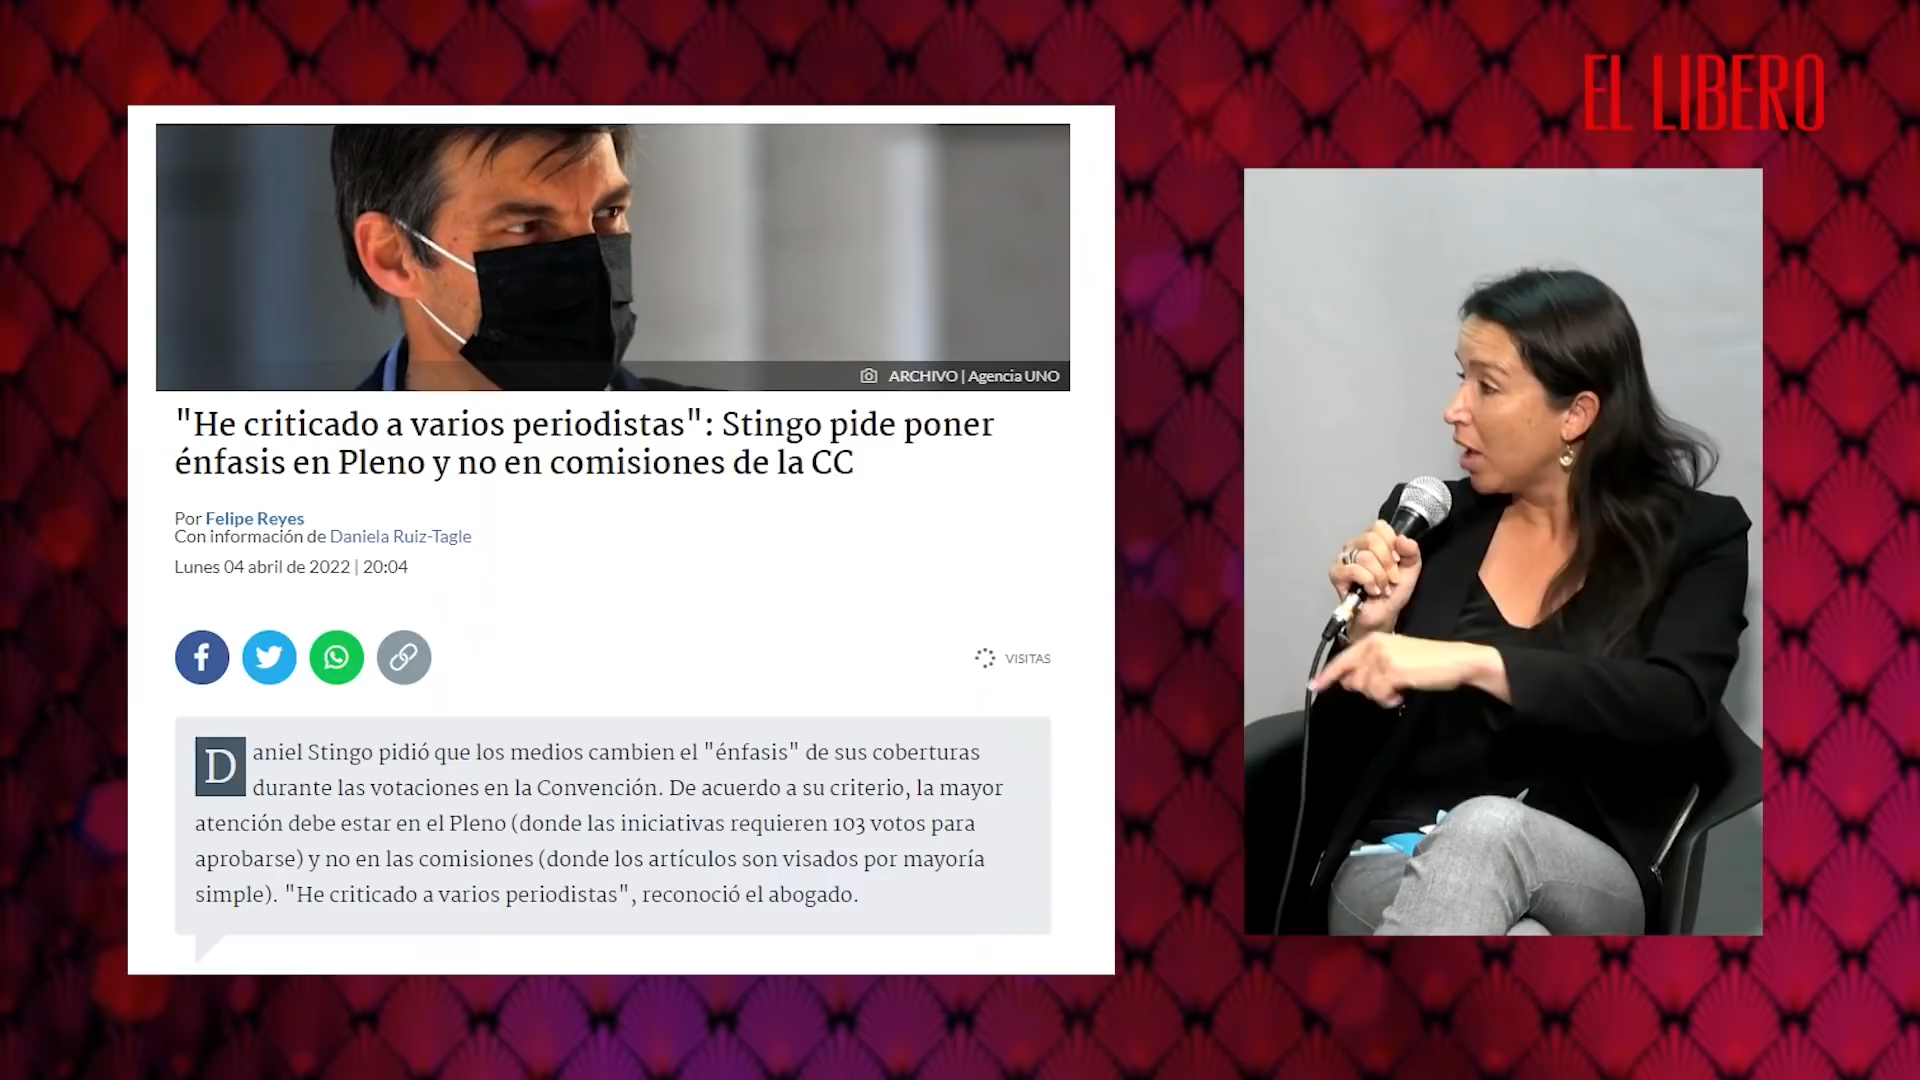 EL LIBERO
ARCHIVO | Agencia UNO
"He criticado a varios periodistas": Stingo pide poner
énfasis en Pleno y no en comisiones de la CC
Por Felipe Reyes
Con información de Daniela Ruiz-Tagle
Lunes 04 abril de 2022 | 20:04
VISITAS
Daniel Stingo pidió que los medios cambien el "énfasis" de sus coberturas
durante las votaciones en la Convención. De acuerdo a su criterio, la mayor
atención debe estar en el Pleno (donde las iniciativas requieren 103 votos para
aprobarse) y no en las comisiones (donde los artículos son visados por mayoría
simple). "He criticado a varios periodistas", reconoció el abogado.